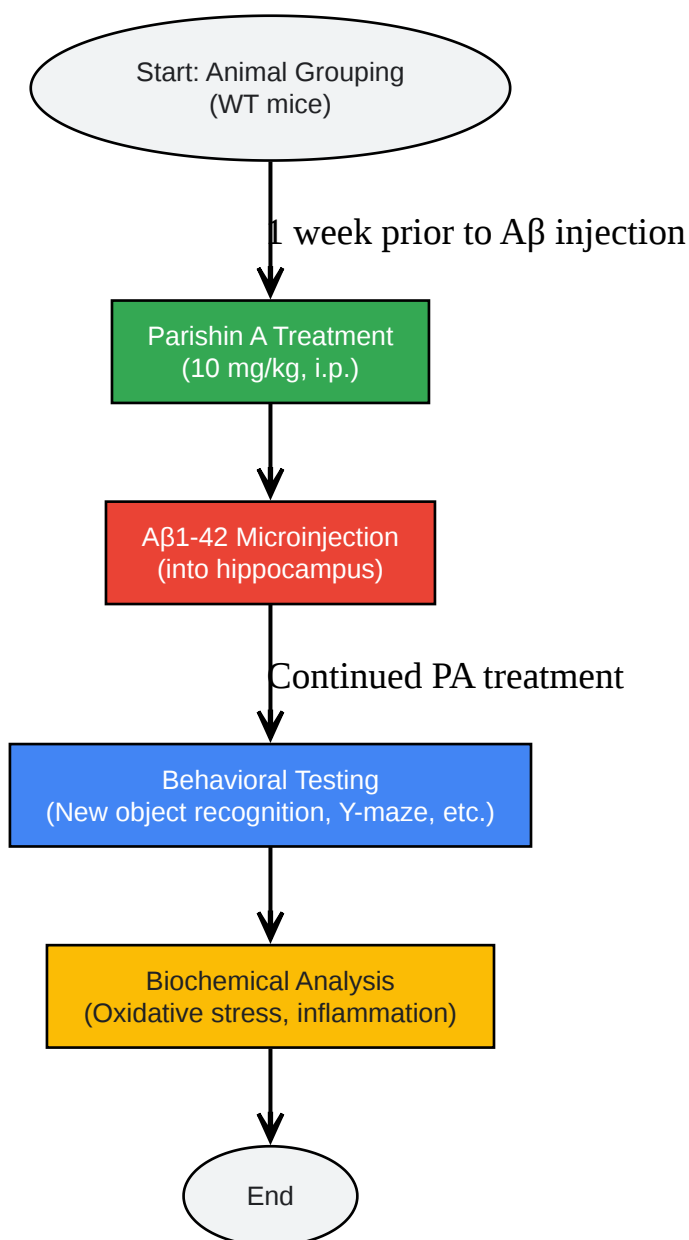 Start: Animal Grouping
(WT mice)
1 week prior to Aβ injection
Parishin A Treatment
(10 mg/kg, i.p.)
Aβ1-42 Microinjection
(into hippocampus)
Continued PA treatment
Behavioral Testing
(New object recognition, Y-maze, etc.)
Biochemical Analysis
(Oxidative stress, inflammation)
End